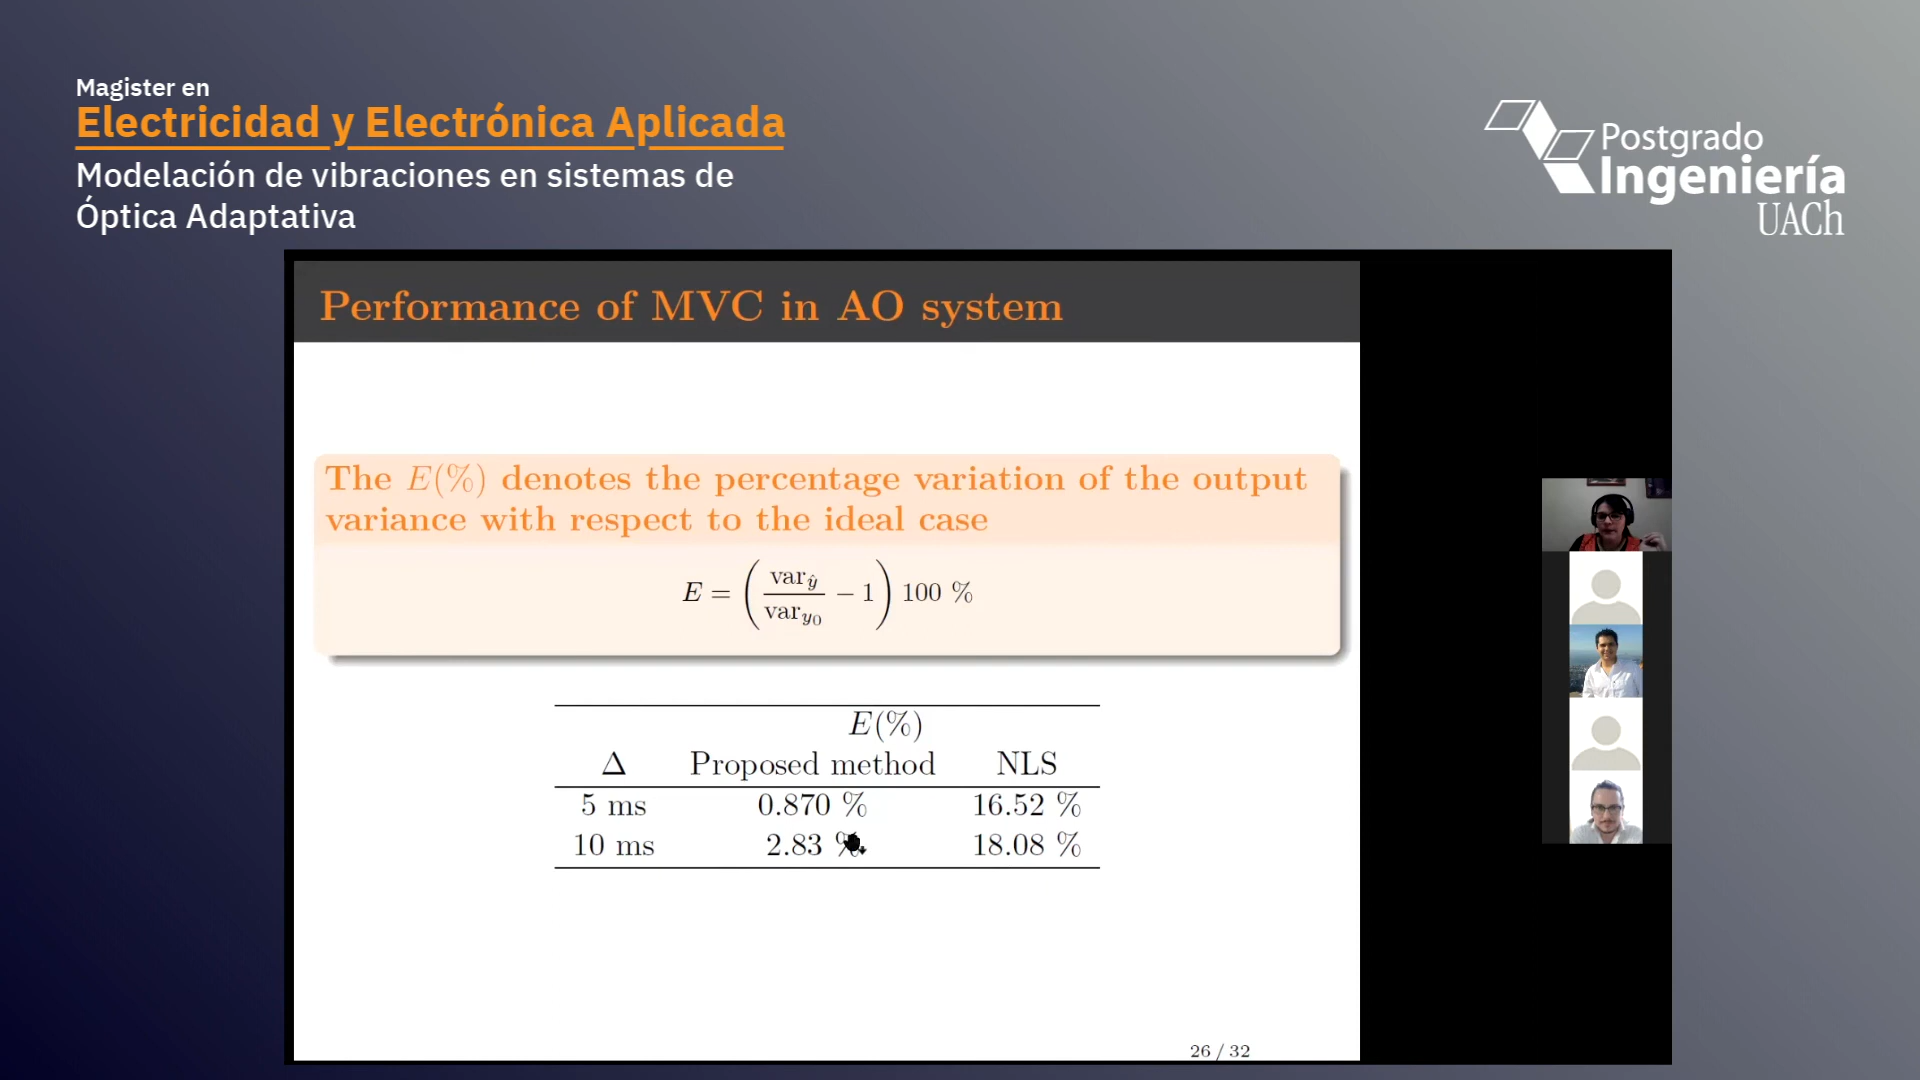 Magister en
Electricidad y Electrónica Aplicada
Modelación de vibraciones en sistemas de
Óptica Adaptativa
Postgrado
Ingeniería
UACh
Performance of MVC in AO system
The E(%) denotes the percentage variation of the output
variance with respect to the ideal case
E = (var_ŷ / var_y₀ − 1) 100 %
E(%)
Δ Proposed method NLS
5 ms 0.870 % 16.52 %
10 ms 2.83 % 18.08 %
26 / 32